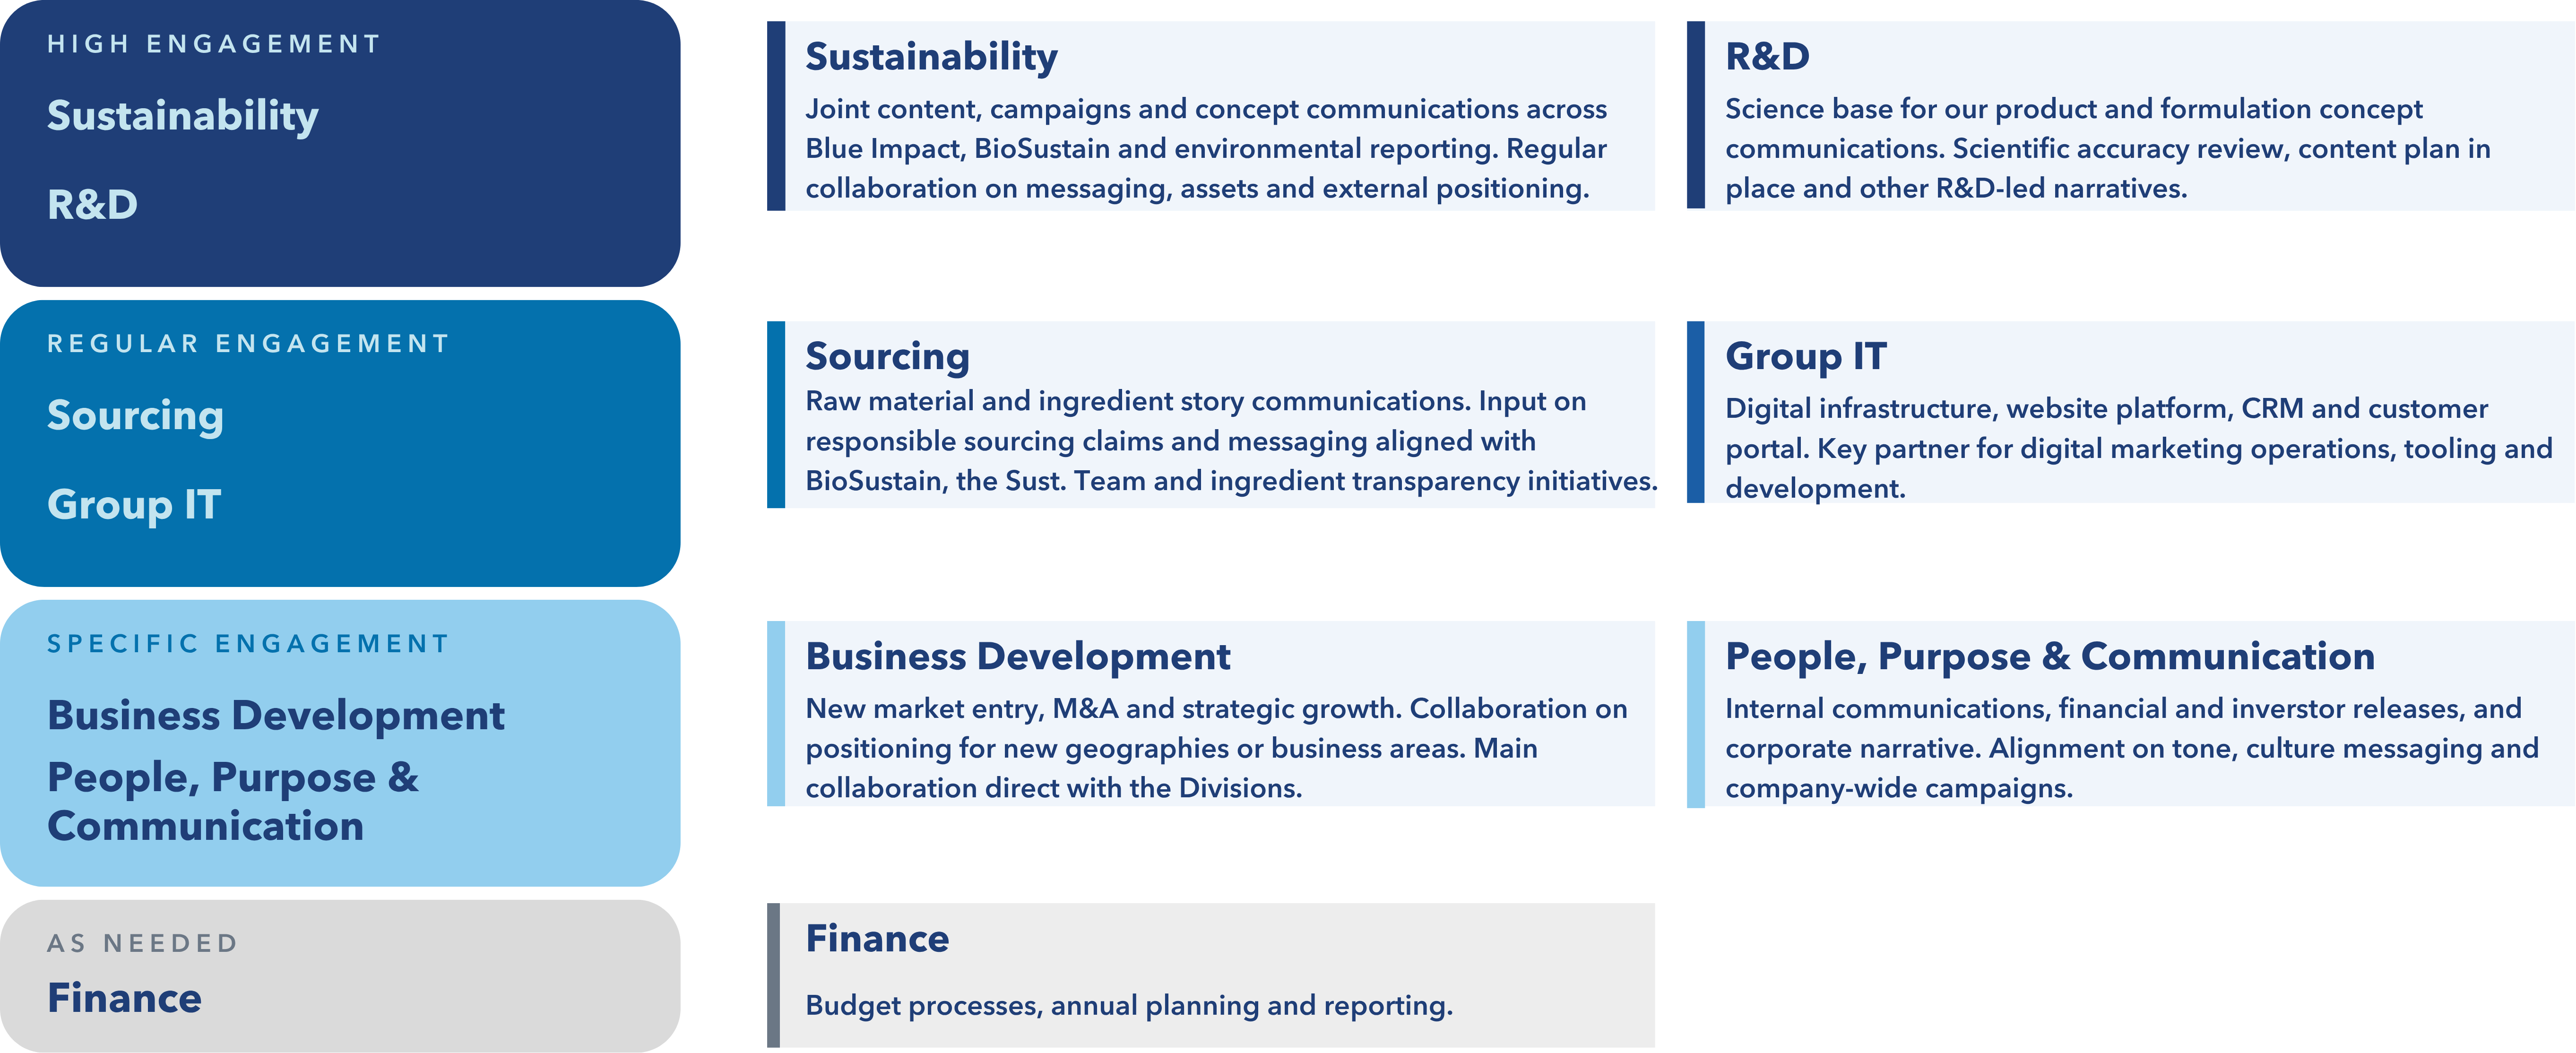 HIGH ENGAGEMENT
Sustainability
R&D
Sustainability
Joint content, campaigns and concept communications across
Blue Impact, BioSustain and environmental reporting. Regular
collaboration on messaging, assets and external positioning.
R&D
Science base for our product and formulation concept
communications. Scientific accuracy review, content plan in
place and other R&D-led narratives.
REGULAR ENGAGEMENT
Sourcing
Group IT
Sourcing
Raw material and ingredient story communications. Input on
responsible sourcing claims and messaging aligned with
BioSustain, the Sust. Team and ingredient transparency initiatives.
Group IT
Digital infrastructure, website platform, CRM and customer
portal. Key partner for digital marketing operations, tooling and
development.
SPECIFIC ENGAGEMENT
Business Development
People, Purpose &
Communication
Business Development
New market entry, M&A and strategic growth. Collaboration on
positioning for new geographies or business areas. Main
collaboration direct with the Divisions.
People, Purpose & Communication
Internal communications, financial and inverstor releases, and
corporate narrative. Alignment on tone, culture messaging and
company-wide campaigns.
AS NEEDED
Finance
Finance
Budget processes, annual planning and reporting.